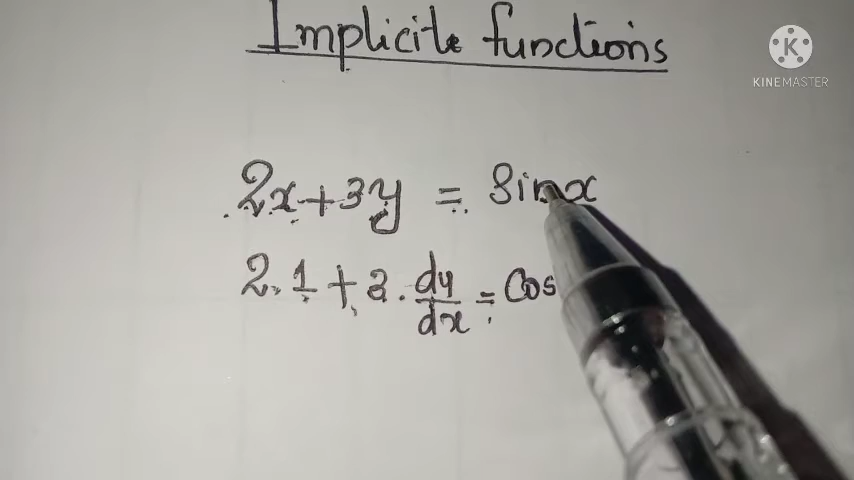 Implicit functions
K
KINEMASTER
2x+3y = Sinx
2.1 + 3. dy/dx = Cos